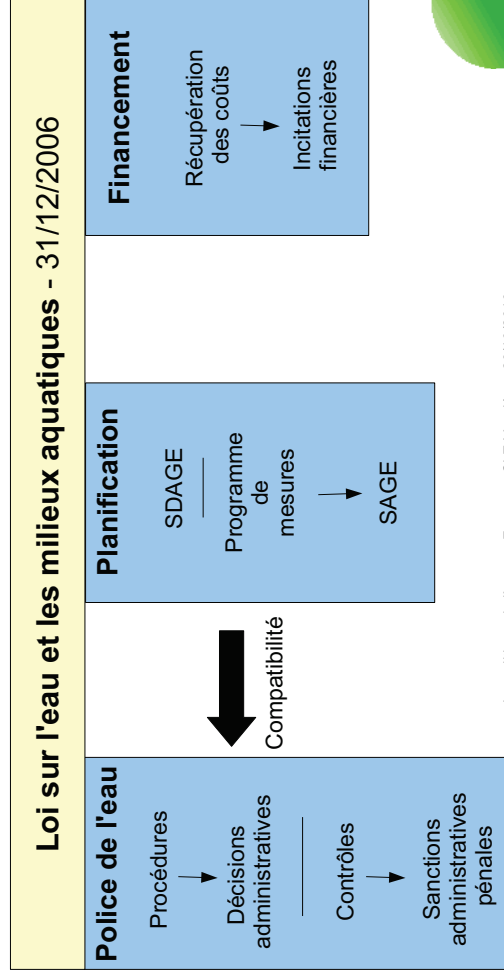 Loi sur l'eau et les milieux aquatiques - 31/12/2006
Police de l'eau
Procédures
Décisions
administratives
Contrôles
Sanctions
administratives
pénales
Compatibilité
Planification
SDAGE
Programme
de
mesures
SAGE
Financement
Récupération
des coûts
Incitations
financières